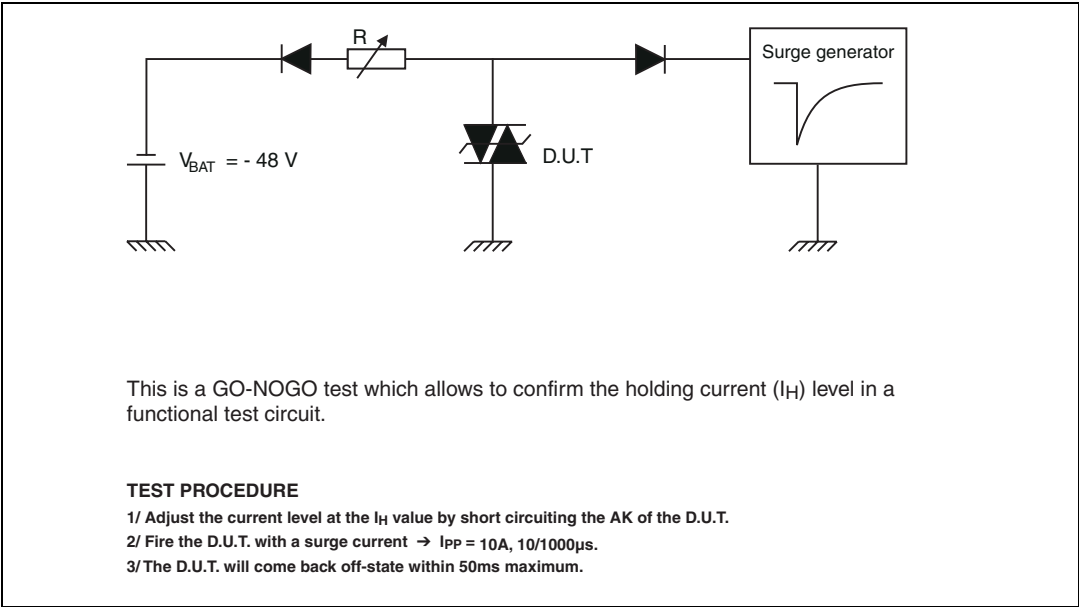 R
Surge generator
VBAT = - 48 V
D.U.T
This is a GO-NOGO test which allows to confirm the holding current (IH) level in a
functional test circuit.
TEST PROCEDURE
1/ Adjust the current level at the IH value by short circuiting the AK of the D.U.T.
2/ Fire the D.U.T. with a surge current ➔ IPP = 10A, 10/1000µs.
3/ The D.U.T. will come back off-state within 50ms maximum.